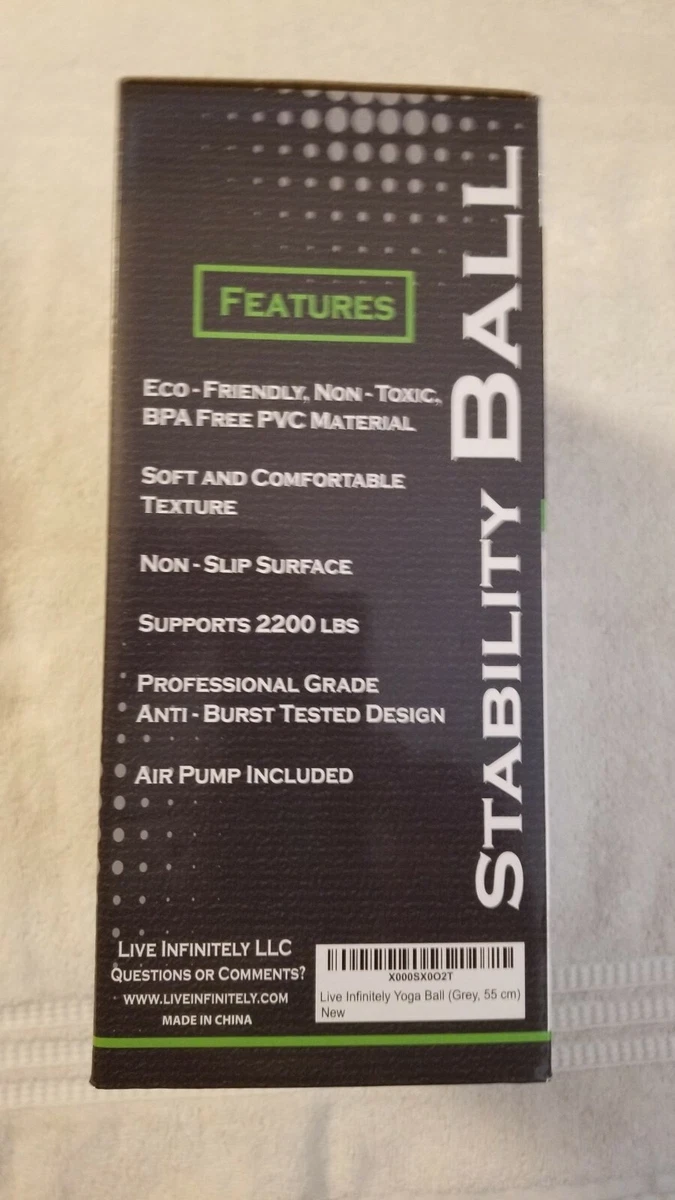 Features
Eco - Friendly, Non - Toxic,
BPA Free PVC Material
Soft and Comfortable
Texture
Non - Slip Surface
Supports 2200 lbs
Professional Grade
Anti - Burst Tested Design
Air Pump Included
Stability Ball
Live Infinitely LLC
Questions or Comments?
www.liveinfinitely.com
made in China
X000SX0O2T
Live Infinitely Yoga Ball (Grey, 55 cm)
New